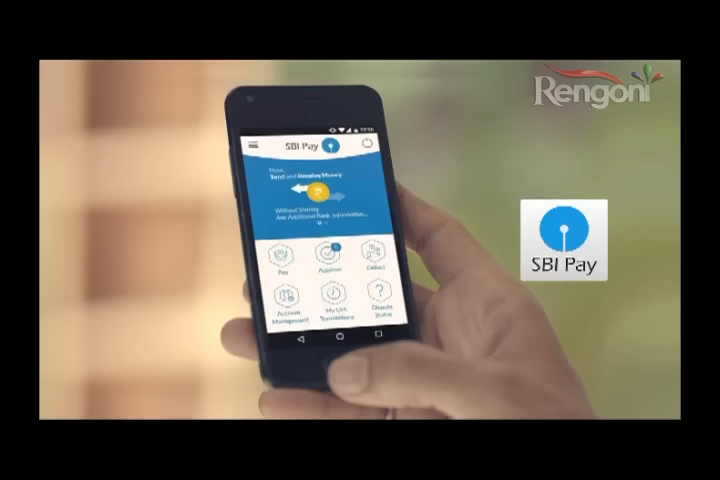 Rengoni
SBI Pay
Now,
Send and Receive Money
Without Sharing
Any Additional Bank Information...
Pay
Approve
Collect
Account
Management
My UPI
Transactions
Dispute
Status
SBI Pay